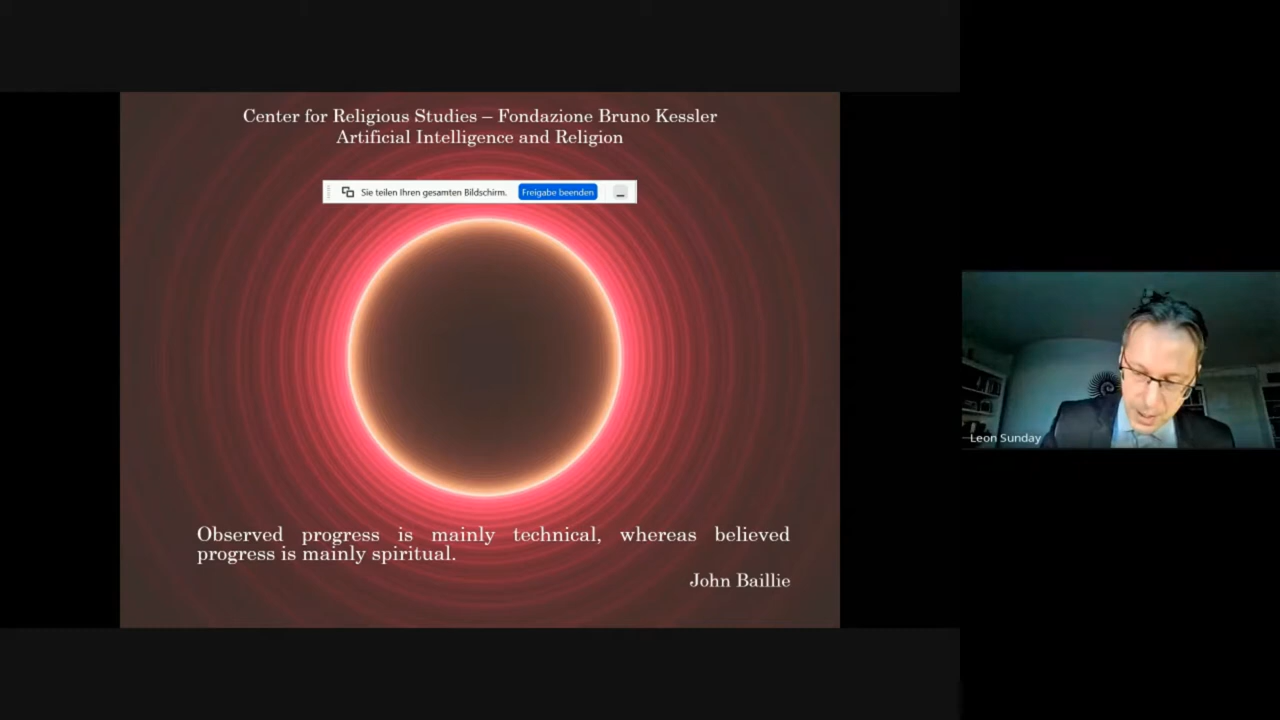 Center for Religious Studies – Fondazione Bruno Kessler
Artificial Intelligence and Religion
Sie teilen Ihren gesamten Bildschirm. Freigabe beenden
Observed progress is mainly technical, whereas believed
progress is mainly spiritual.
John Baillie
Leon Sunday